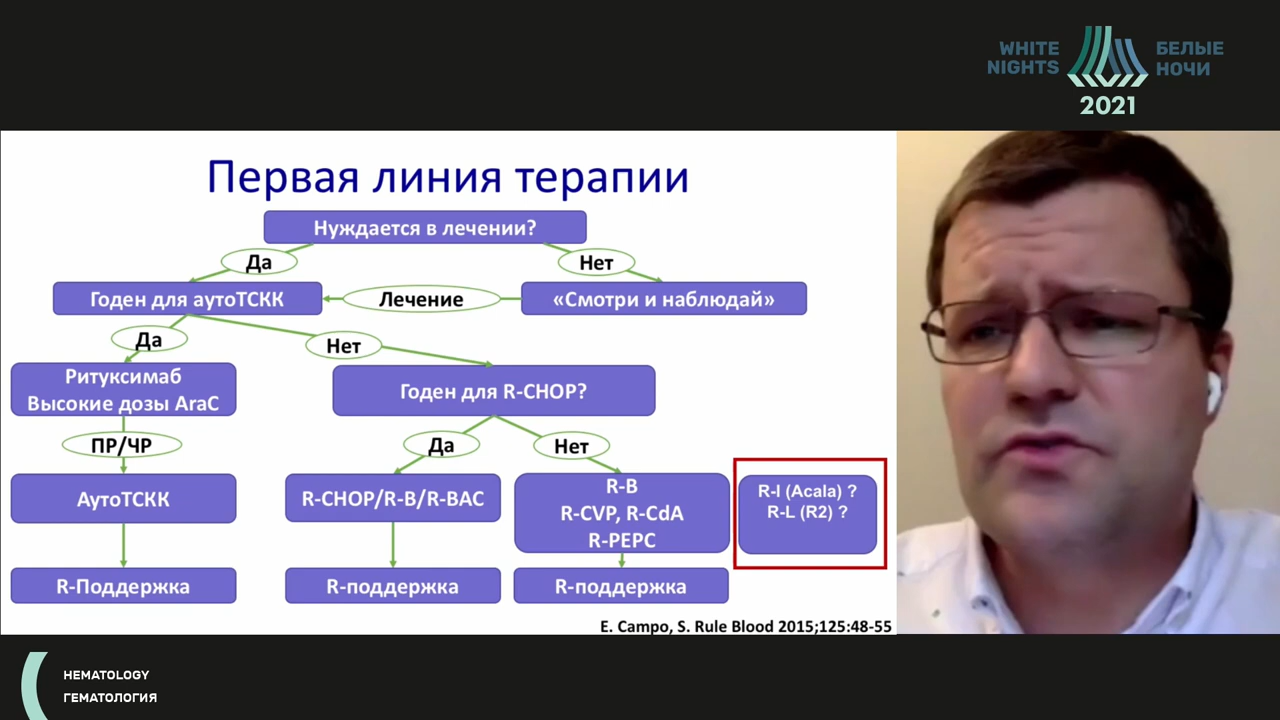 WHITE NIGHTS
БЕЛЫЕ НОЧИ
2021
Первая линия терапии
Нуждается в лечении?
Да
Нет
Годен для аутоТСКК
Лечение
«Смотри и наблюдай»
Да
Нет
Ритуксимаб
Высокие дозы AraC
Годен для R-CHOP?
ПР/ЧР
Да
Нет
АутоТСКК
R-CHOP/R-B/R-BAC
R-B
R-CVP, R-CdA
R-PEPC
R-I (Acala) ?
R-L (R2) ?
R-Поддержка
R-поддержка
R-поддержка
E. Campo, S. Rule Blood 2015;125:48-55
HEMATOLOGY
ГЕМАТОЛОГИЯ